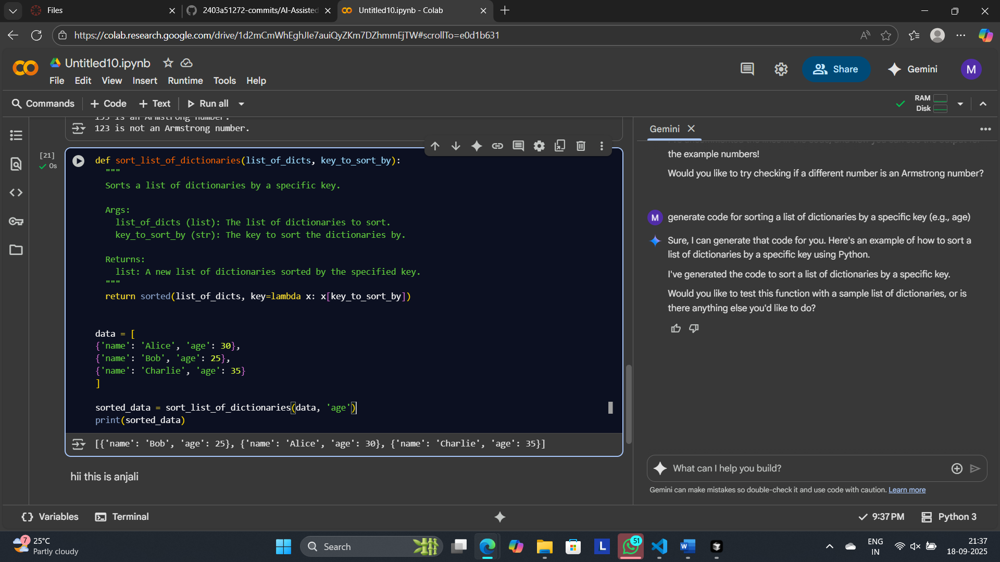 Files
2403a51272-commits/AI-Assisted
Untitled10.ipynb - Colab
https://colab.research.google.com/drive/1d2mCmWhEghJIe7auiQyZKm7DZhmmEjTW#scrollTo=e0d1b631
Untitled10.ipynb
File Edit View Insert Runtime Tools Help
Share
Gemini
M
Commands + Code + Text Run all
RAM
Disk
153 is an Armstrong number.
123 is not an Armstrong number.
[21]
0s
def sort_list_of_dictionaries(list_of_dicts, key_to_sort_by):
"""
Sorts a list of dictionaries by a specific key.
Args:
list_of_dicts (list): The list of dictionaries to sort.
key_to_sort_by (str): The key to sort the dictionaries by.
Returns:
list: A new list of dictionaries sorted by the specified key.
"""
return sorted(list_of_dicts, key=lambda x: x[key_to_sort_by])
data = [
{'name': 'Alice', 'age': 30},
{'name': 'Bob', 'age': 25},
{'name': 'Charlie', 'age': 35}
]
sorted_data = sort_list_of_dictionaries(data, 'age')
print(sorted_data)
[{'name': 'Bob', 'age': 25}, {'name': 'Alice', 'age': 30}, {'name': 'Charlie', 'age': 35}]
hii this is anjali
Gemini
the example numbers!
Would you like to try checking if a different number is an Armstrong number?
M
generate code for sorting a list of dictionaries by a specific key (e.g., age)
Sure, I can generate that code for you. Here's an example of how to sort a
list of dictionaries by a specific key using Python.
I've generated the code to sort a list of dictionaries by a specific key.
Would you like to test this function with a sample list of dictionaries, or is
there anything else you'd like to do?
What can I help you build?
Gemini can make mistakes so double-check it and use code with caution. Learn more
Variables
Terminal
9:37 PM
Python 3
7
25°C
Partly cloudy
Search
L
51
W
ENG
IN
21:37
18-09-2025